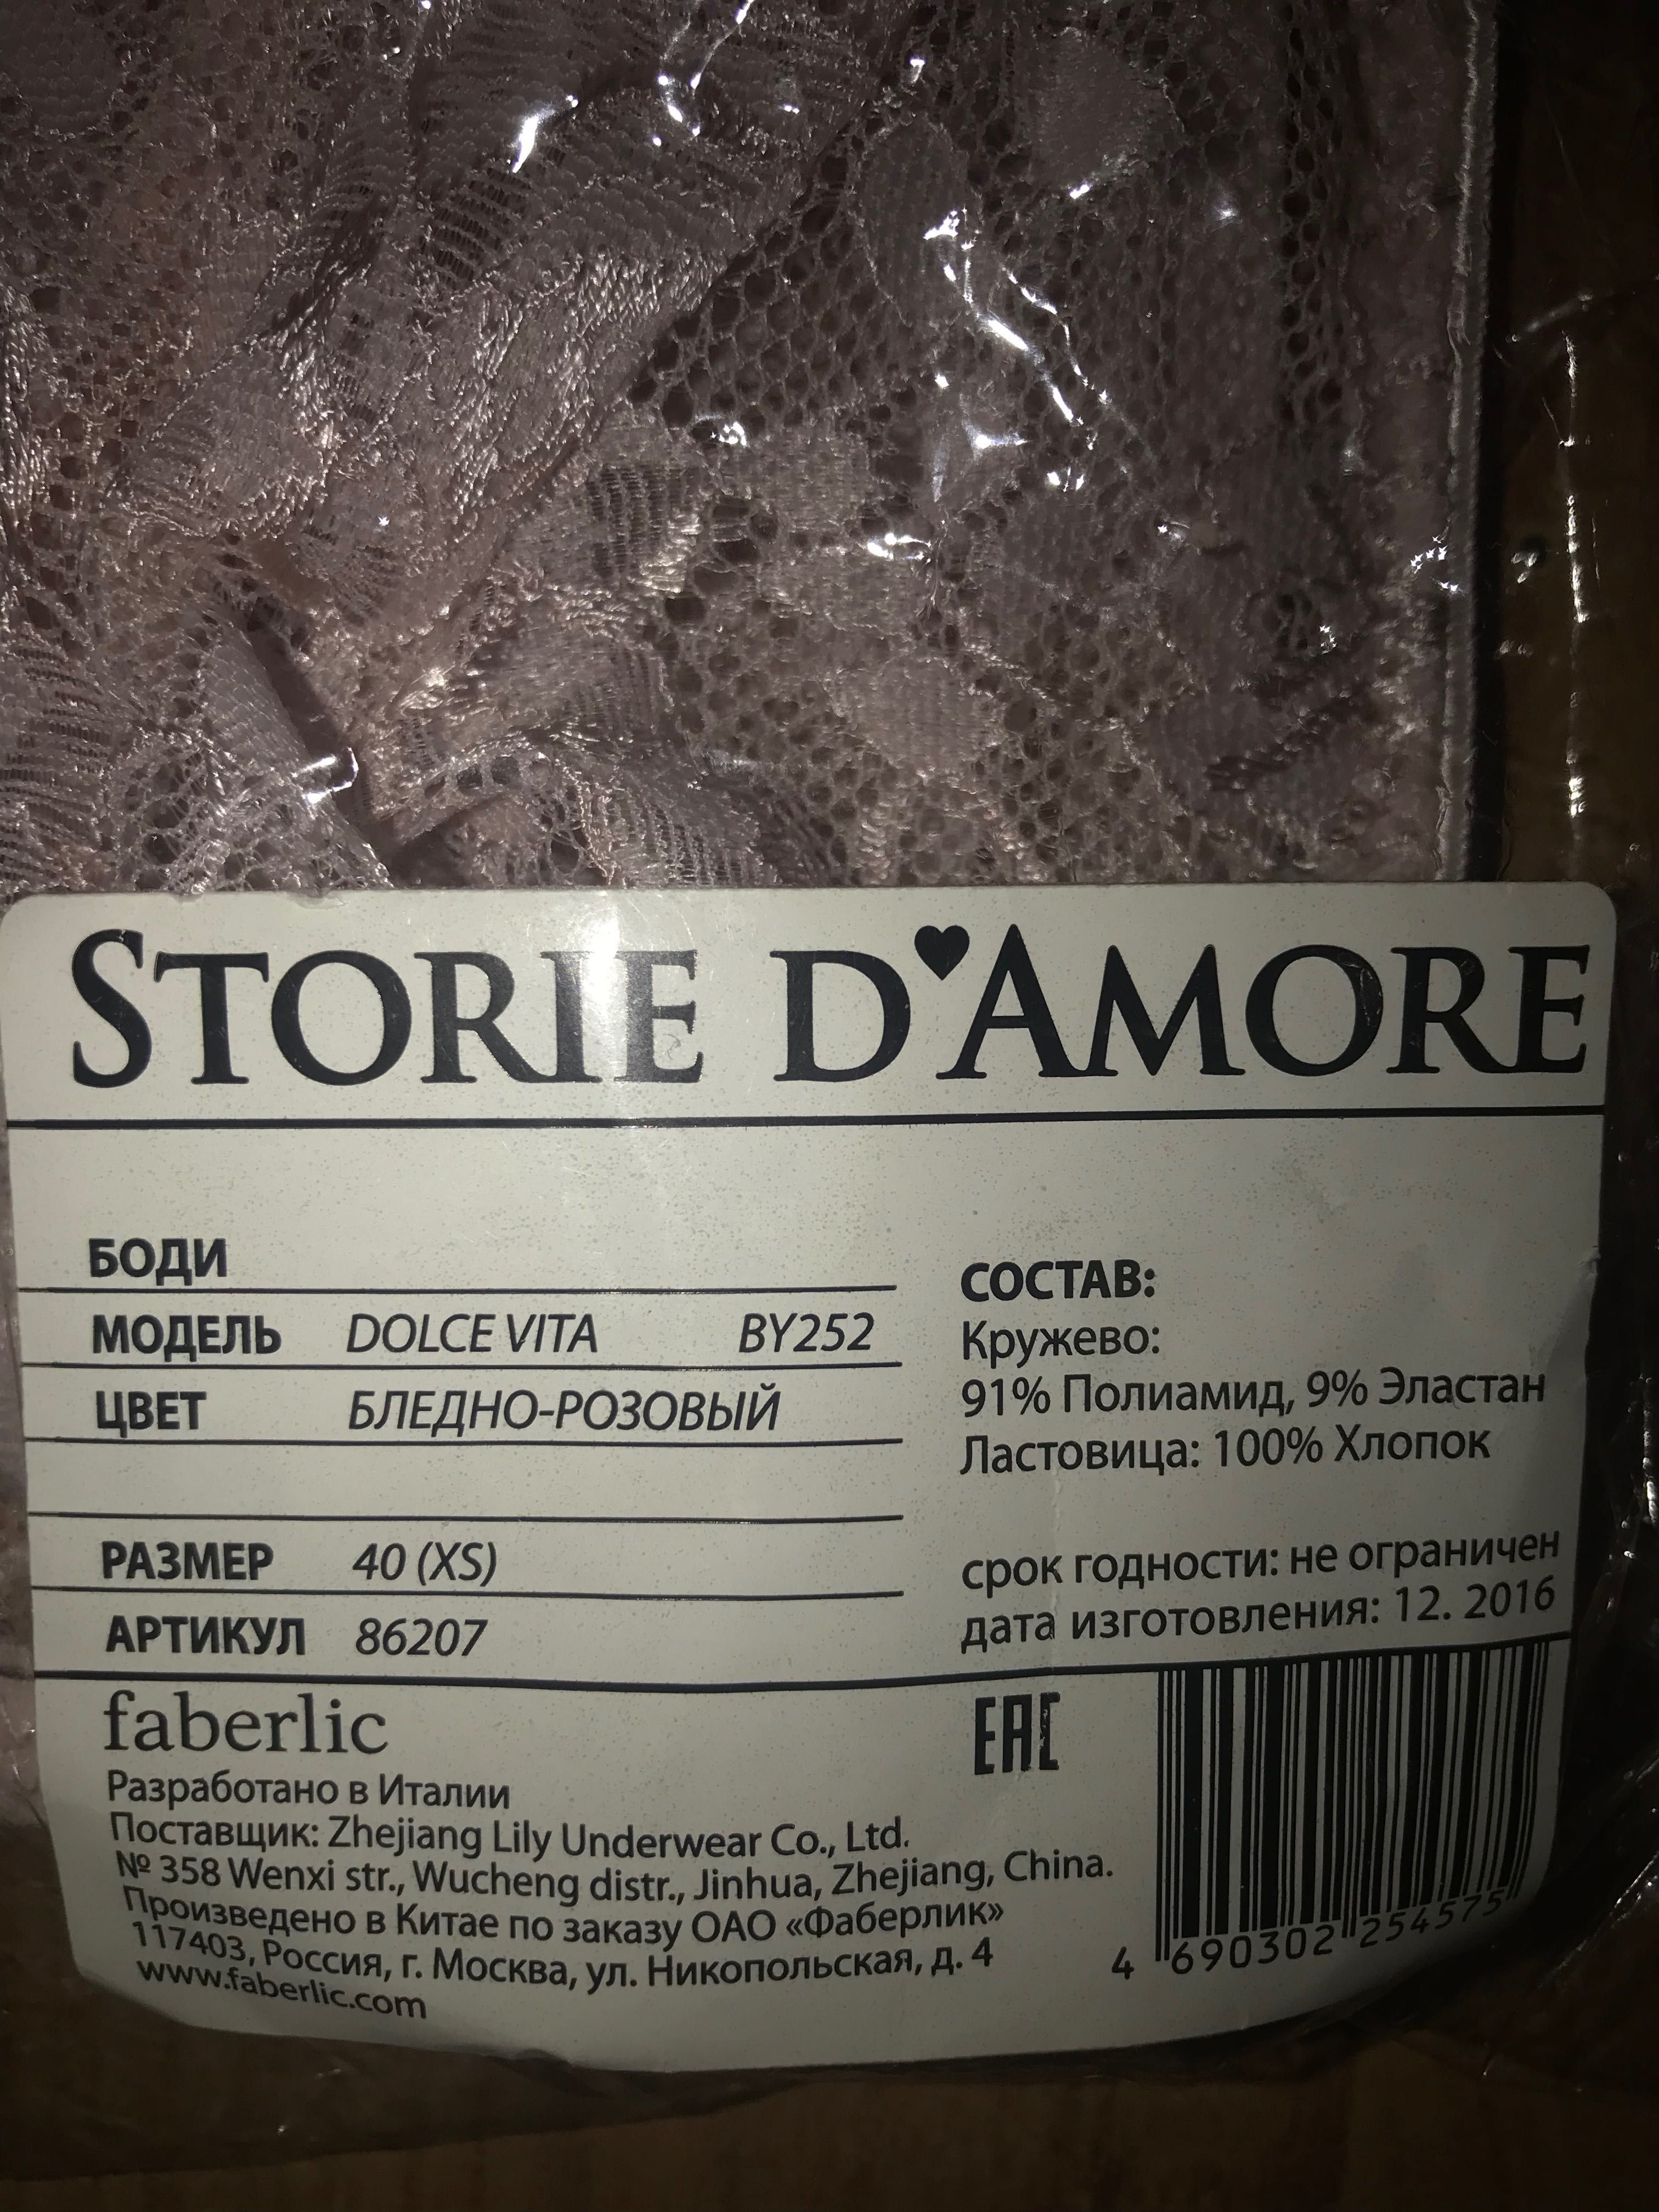 STORIE D'AMORE
БОДИ
МОДЕЛЬ DOLCE VITA BY252
ЦВЕТ БЛЕДНО-РОЗОВЫЙ
РАЗМЕР 40 (XS)
АРТИКУЛ 86207
СОСТАВ:
Кружево:
91% Полиамид, 9% Эластан
Ластовица: 100% Хлопок
срок годности: не ограничен
дата изготовления: 12. 2016
faberlic
EAC
Разработано в Италии
Поставщик: Zhejiang Lily Underwear Co., Ltd.
№ 358 Wenxi str., Wucheng distr., Jinhua, Zhejiang, China.
Произведено в Китае по заказу ОАО «Фаберлик»
117403, Россия, г. Москва, ул. Никопольская, д. 4
www.faberlic.com
4 690302 254575